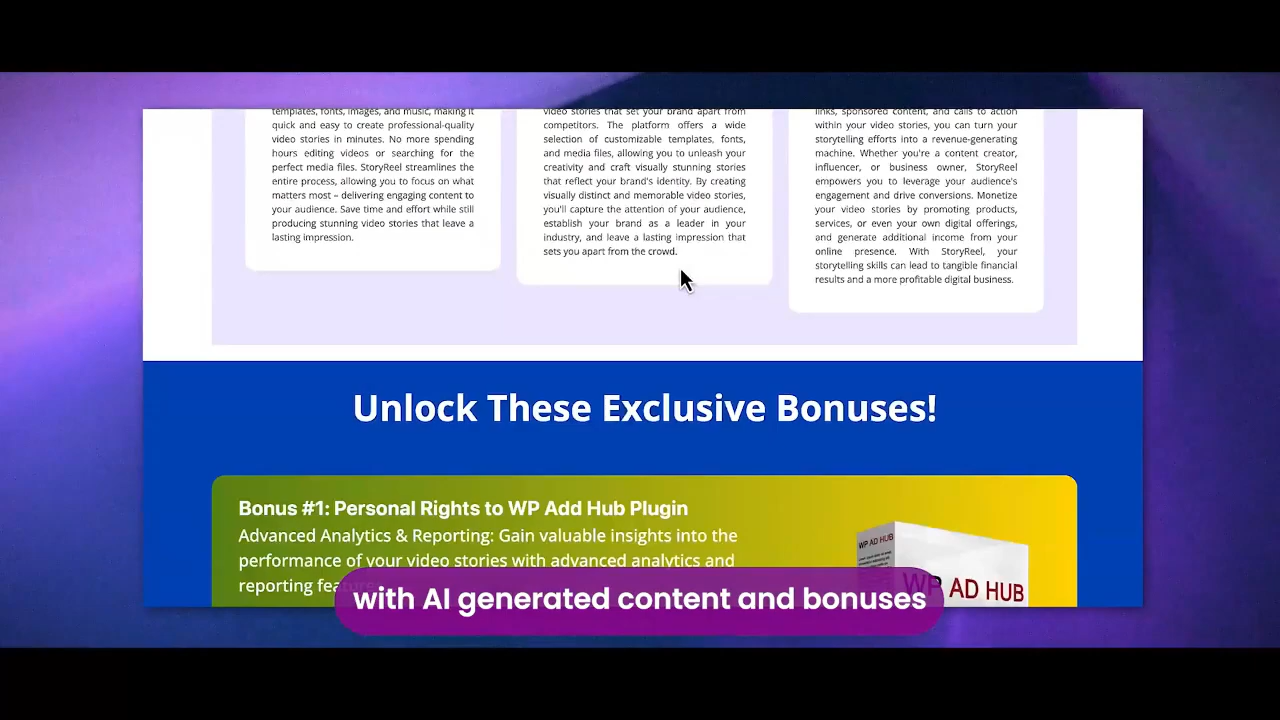 templates, fonts, images, and music, making it
quick and easy to create professional-quality
video stories in minutes. No more spending
hours editing videos or searching for the
perfect media files. StoryReel streamlines the
entire process, allowing you to focus on what
matters most – delivering engaging content to
your audience. Save time and effort while still
producing stunning video stories that leave a
lasting impression.
video stories that set your brand apart from
competitors. The platform offers a wide
selection of customizable templates, fonts,
and media files, allowing you to unleash your
creativity and craft visually stunning stories
that reflect your brand's identity. By creating
visually distinct and memorable video stories,
you'll capture the attention of your audience,
establish your brand as a leader in your
industry, and leave a lasting impression that
sets you apart from the crowd.
links, sponsored content, and calls to action
within your video stories, you can turn your
storytelling efforts into a revenue-generating
machine. Whether you're a content creator,
influencer, or business owner, StoryReel
empowers you to leverage your audience's
engagement and drive conversions. Monetize
your video stories by promoting products,
services, or even your own digital offerings,
and generate additional income from your
online presence. With StoryReel, your
storytelling skills can lead to tangible financial
results and a more profitable digital business.
Unlock These Exclusive Bonuses!
Bonus #1: Personal Rights to WP Add Hub Plugin
Advanced Analytics & Reporting: Gain valuable insights into the
performance of your video stories with advanced analytics and
reporting
WP AD HUB
WP AD HUB
with AI generated content and bonuses